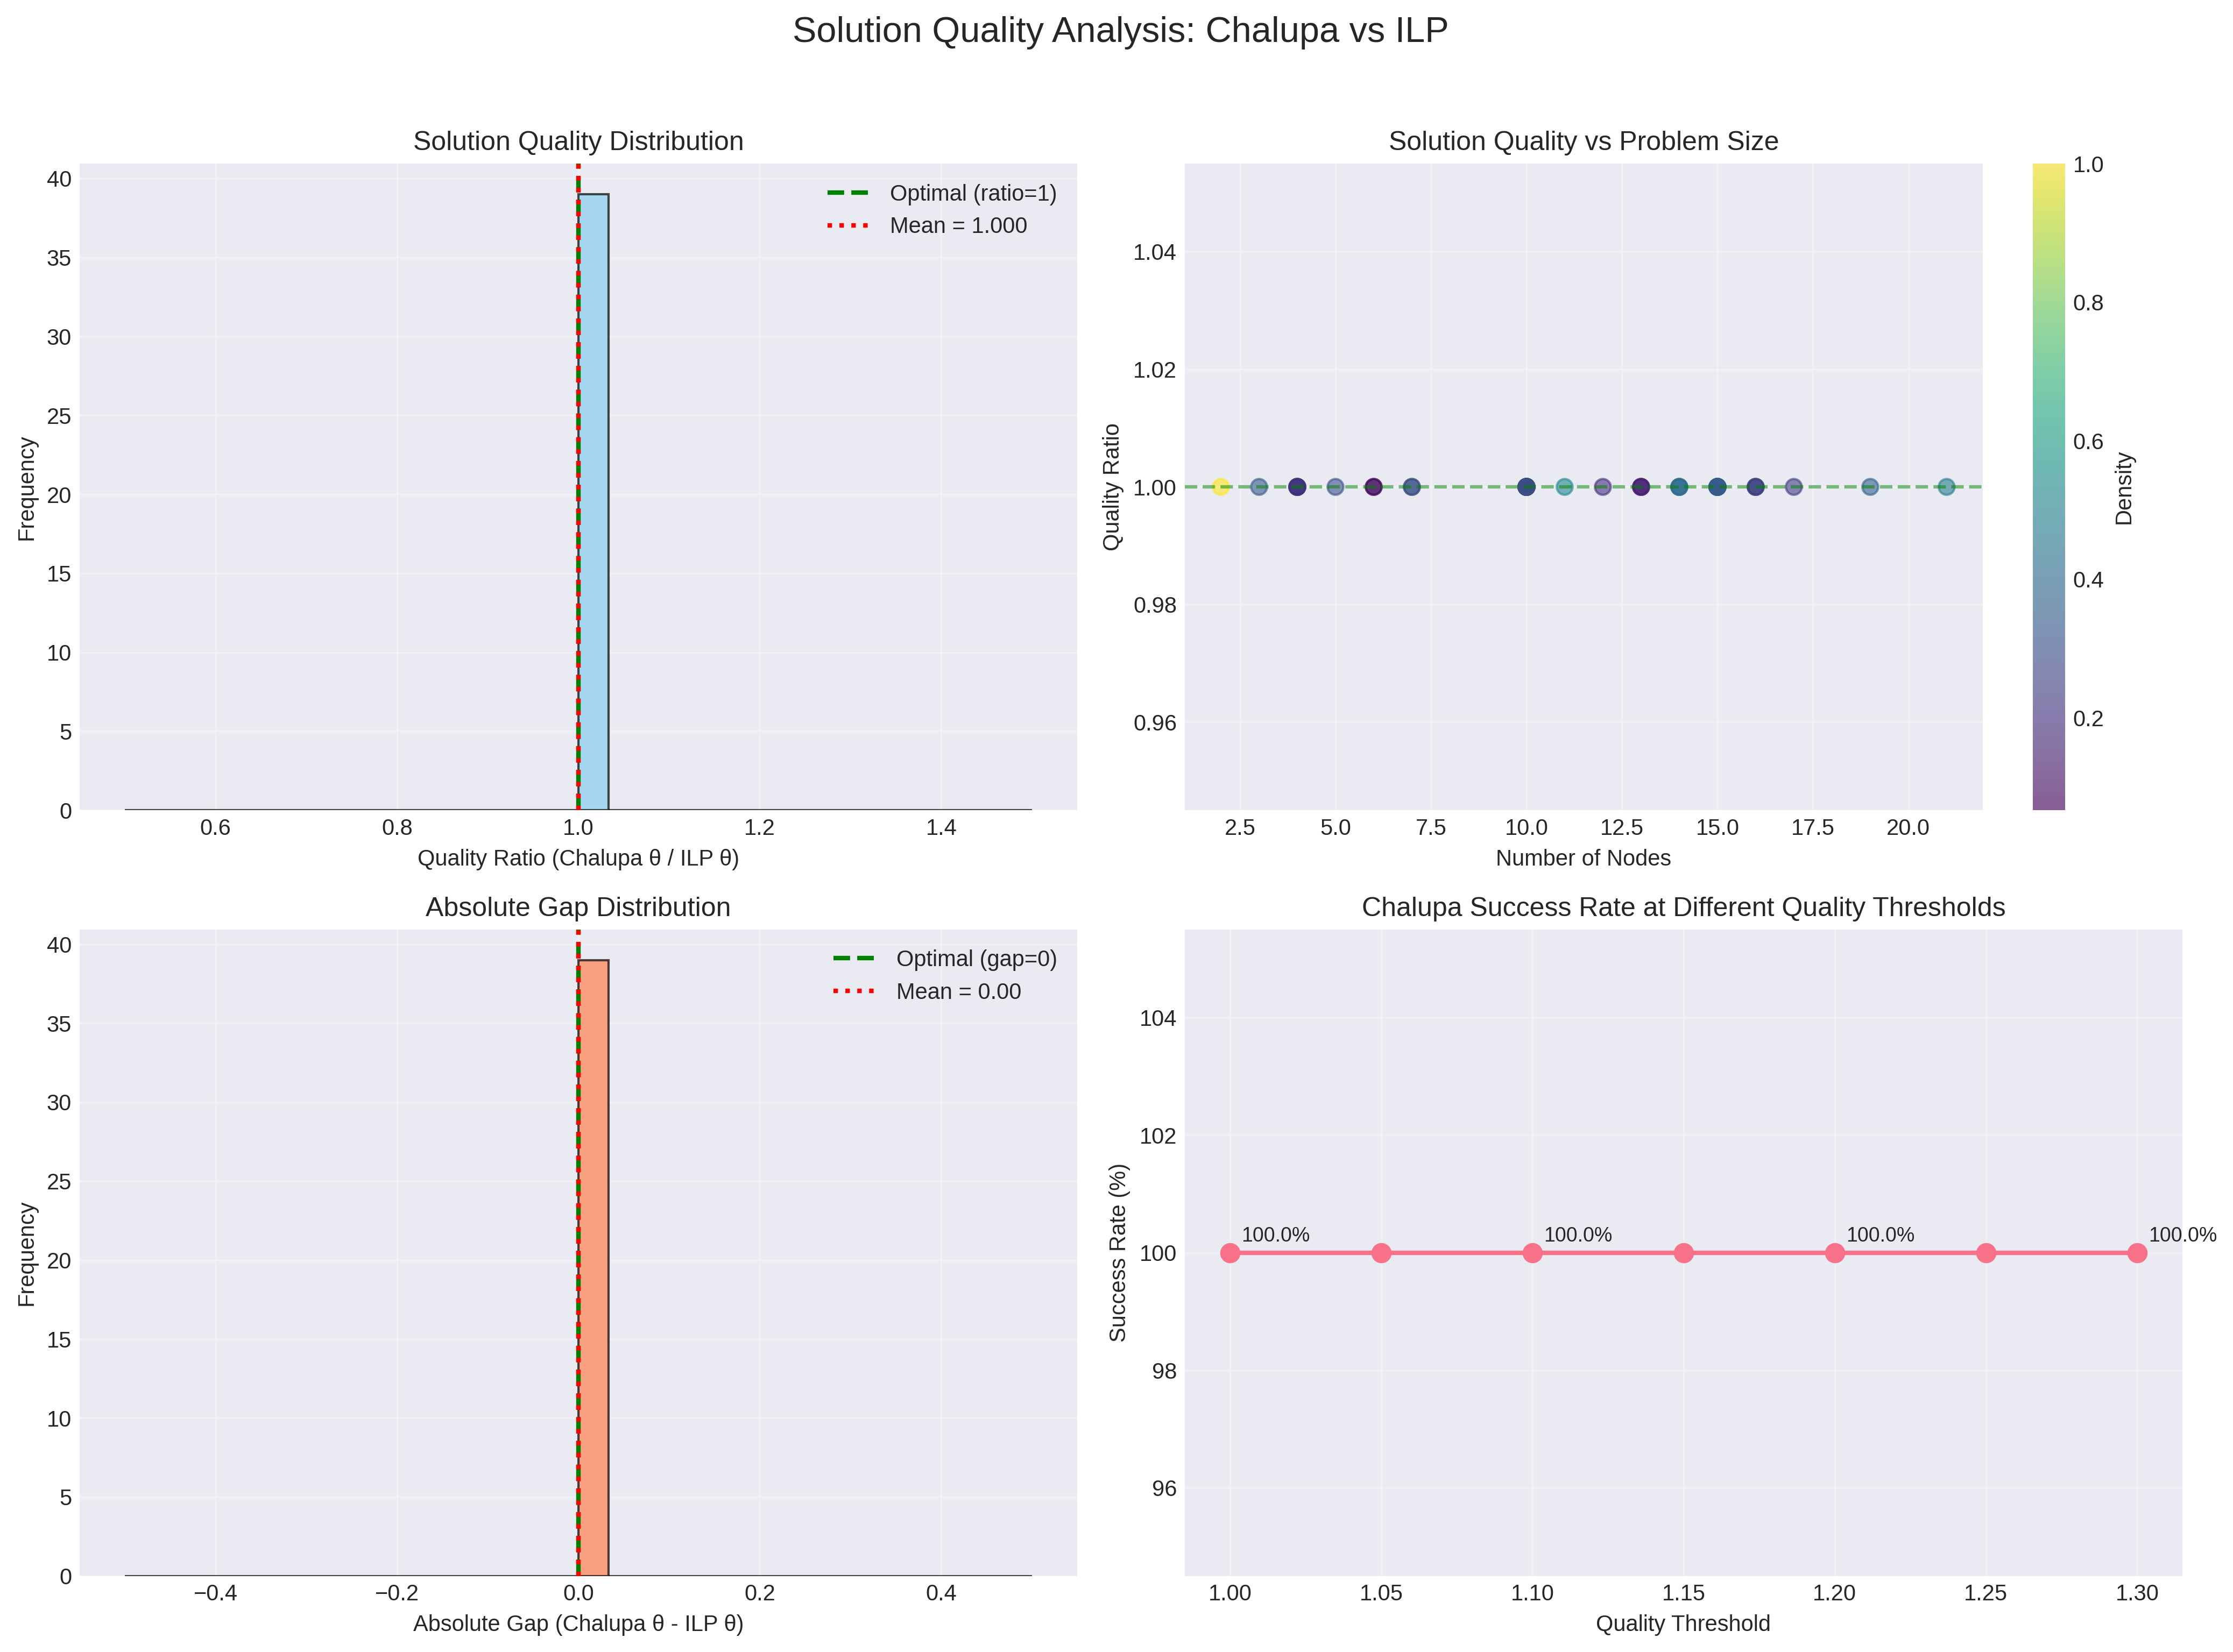 Solution Quality Analysis: Chalupa vs ILP
Solution Quality Distribution
40
35
30
25
20
15
10
5
0
Frequency
Optimal (ratio=1)
Mean = 1.000
0.6 0.8 1.0 1.2 1.4
Quality Ratio (Chalupa θ / ILP θ)
Solution Quality vs Problem Size
1.04
1.02
1.00
0.98
0.96
Quality Ratio
2.5 5.0 7.5 10.0 12.5 15.0 17.5 20.0
Number of Nodes
1.0
0.8
0.6
0.4
0.2
Density
Absolute Gap Distribution
40
35
30
25
20
15
10
5
0
Frequency
Optimal (gap=0)
Mean = 0.00
−0.4 −0.2 0.0 0.2 0.4
Absolute Gap (Chalupa θ - ILP θ)
Chalupa Success Rate at Different Quality Thresholds
104
102
100
98
96
Success Rate (%)
100.0% 100.0% 100.0% 100.0%
1.00 1.05 1.10 1.15 1.20 1.25 1.30
Quality Threshold